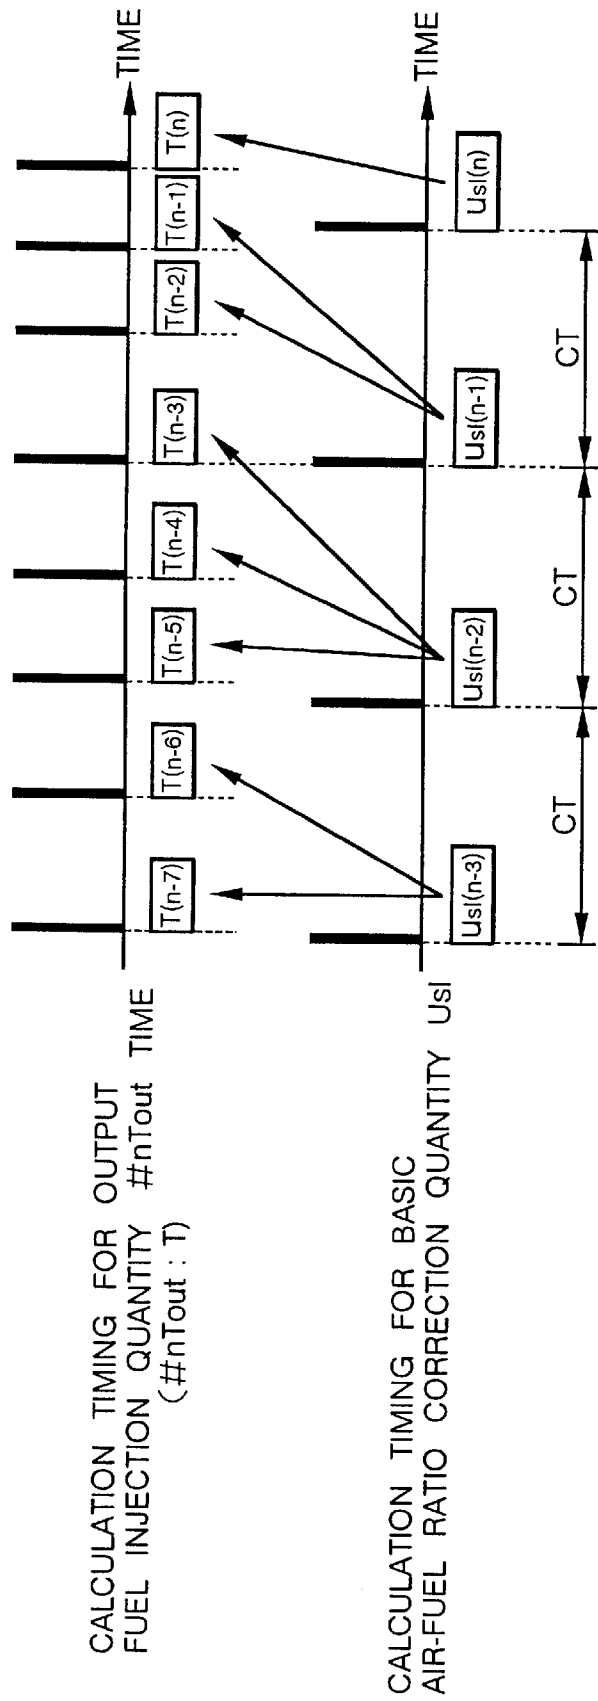 CALCULATION TIMING FOR OUTPUT
FUEL INJECTION QUANTITY #nTout TIME
(#nTout : T)
T(n-7)
T(n-6)
T(n-5)
T(n-4)
T(n-3)
T(n-2)
T(n-1)
T(n)
TIME
CALCULATION TIMING FOR BASIC
AIR-FUEL RATIO CORRECTION QUANTITY Usl
Usl(n-3)
Usl(n-2)
Usl(n-1)
Usl(n)
TIME
CT
CT
CT